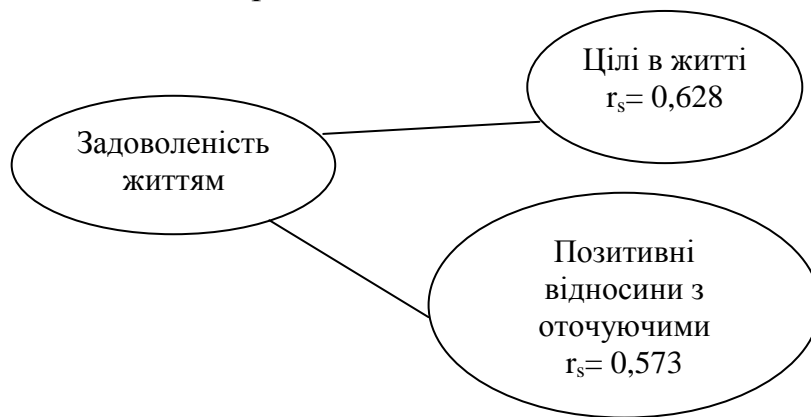 Задоволеність
життям
Цілі в житті
rₛ= 0,628
Позитивні
відносини з
оточуючими
rₛ= 0,573